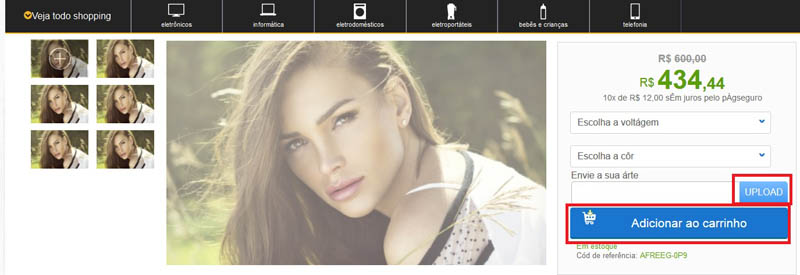 Veja todo shopping
eletrônicos
informática
eletrodomésticos
eletroportáteis
bebês e crianças
telefonia
R$ 600,00
R$ 434,44
10x de R$ 12,00 sÉm juros pelo pÁgseguro
Escolha a voltágem
Escolha a côr
Envie a sua árte
UPLOAD
Adicionar ao carrinho
Em estoque
Cód de referência: AFREEG-0P9